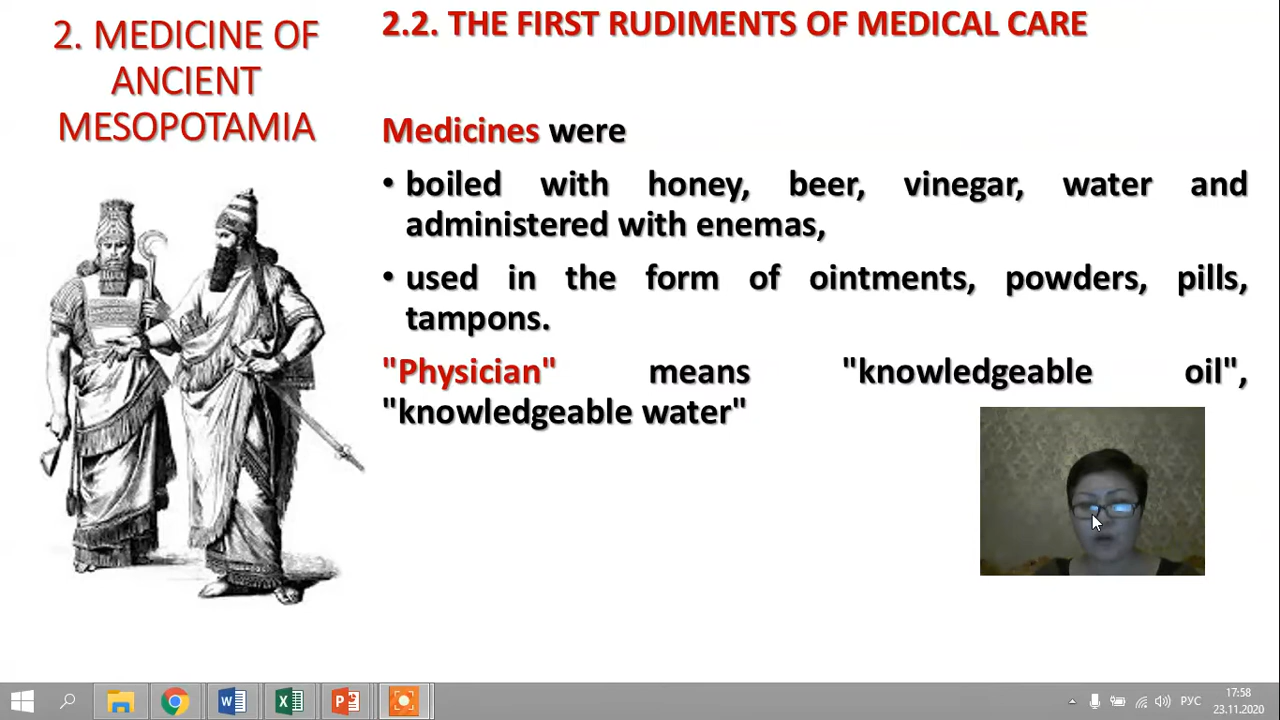 2. MEDICINE OF
ANCIENT
MESOPOTAMIA
2.2. THE FIRST RUDIMENTS OF MEDICAL CARE
Medicines were
• boiled with honey, beer, vinegar, water and
administered with enemas,
• used in the form of ointments, powders, pills,
tampons.
"Physician" means "knowledgeable oil",
"knowledgeable water"
РУС
17:58
23.11.2020